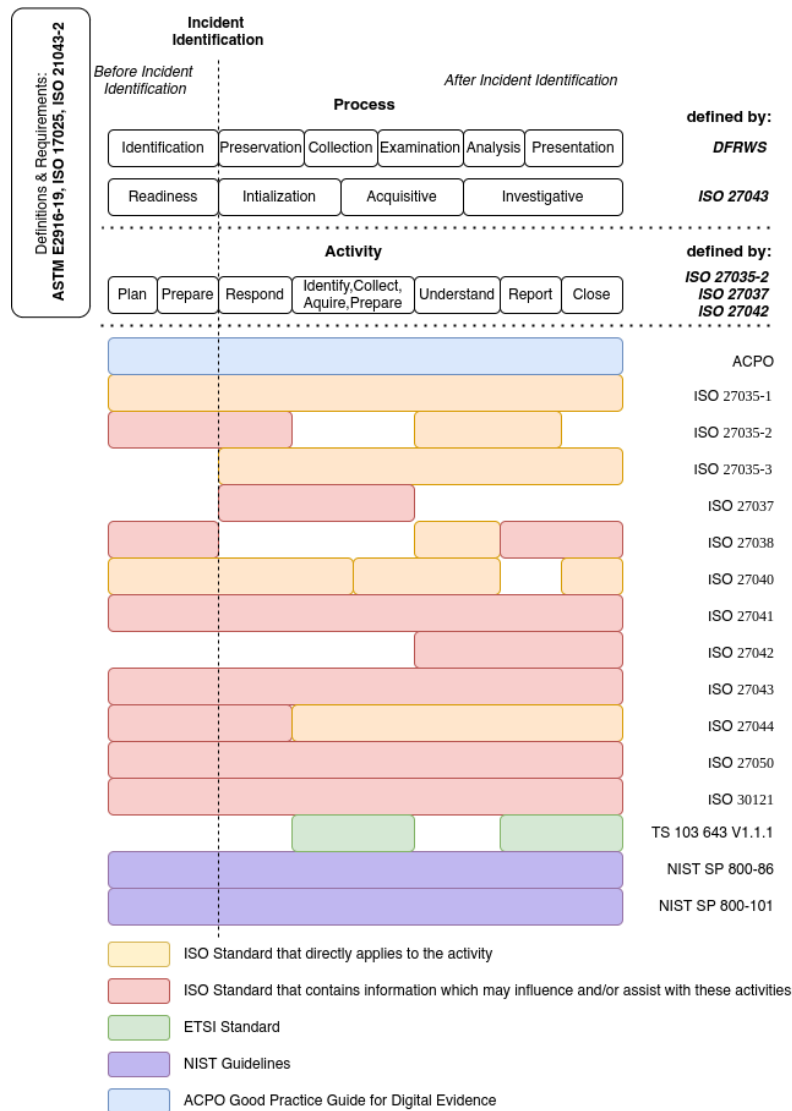 Definitions & Requirements:
ASTM E2916-19, ISO 17025, ISO 21043-2
Incident
Identification
Before Incident
Identification
After Incident Identification
Process
defined by:
Identification
Preservation
Collection
Examination
Analysis
Presentation
DFRWS
Readiness
Intialization
Acquisitive
Investigative
ISO 27043
Activity
defined by:
Plan
Prepare
Respond
Identify,Collect,
Aquire,Prepare
Understand
Report
Close
ISO 27035-2
ISO 27037
ISO 27042
ACPO
ISO 27035-1
ISO 27035-2
ISO 27035-3
ISO 27037
ISO 27038
ISO 27040
ISO 27041
ISO 27042
ISO 27043
ISO 27044
ISO 27050
ISO 30121
TS 103 643 V1.1.1
NIST SP 800-86
NIST SP 800-101
ISO Standard that directly applies to the activity
ISO Standard that contains information which may influence and/or assist with these activities
ETSI Standard
NIST Guidelines
ACPO Good Practice Guide for Digital Evidence